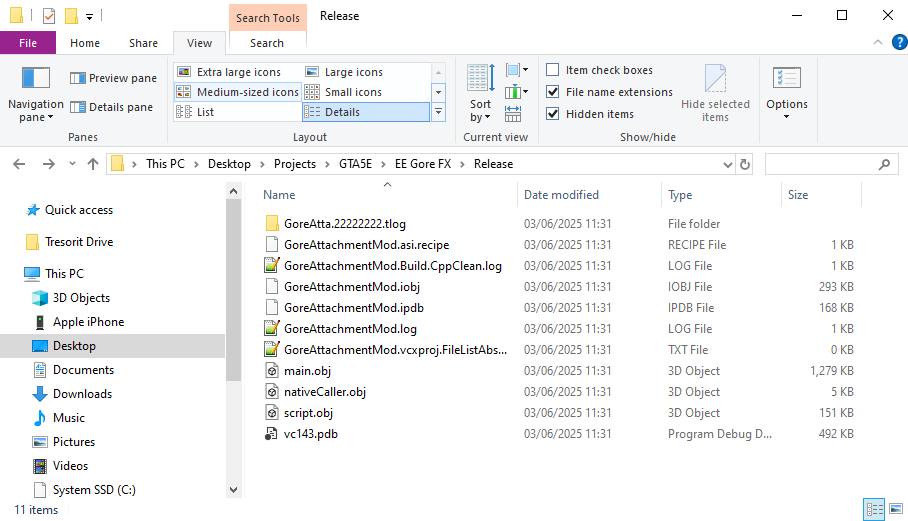 Search Tools Release
File Home Share View Search
Navigation pane
Preview pane
Details pane
Panes
Extra large icons Large icons
Medium-sized icons Small icons
List Details
Layout
Sort by
Current view
Item check boxes
File name extensions
Hidden items
Hide selected items
Show/hide
Options
This PC Desktop Projects GTA5E EE Gore FX Release
Name Date modified Type Size
Quick access
Tresorit Drive
This PC
3D Objects
Apple iPhone
Desktop
Documents
Downloads
Music
Pictures
Videos
System SSD (C:)
GoreAtta.22222222.tlog 03/06/2025 11:31 File folder
GoreAttachmentMod.asi.recipe 03/06/2025 11:31 RECIPE File 1 KB
GoreAttachmentMod.Build.CppClean.log 03/06/2025 11:31 LOG File 1 KB
GoreAttachmentMod.iobj 03/06/2025 11:31 IOBJ File 293 KB
GoreAttachmentMod.ipdb 03/06/2025 11:31 IPDB File 168 KB
GoreAttachmentMod.log 03/06/2025 11:31 LOG File 1 KB
GoreAttachmentMod.vcxproj.FileListAbs... 03/06/2025 11:31 TXT File 0 KB
main.obj 03/06/2025 11:31 3D Object 1,279 KB
nativeCaller.obj 03/06/2025 11:31 3D Object 5 KB
script.obj 03/06/2025 11:31 3D Object 151 KB
vc143.pdb 03/06/2025 11:31 Program Debug D... 492 KB
11 items